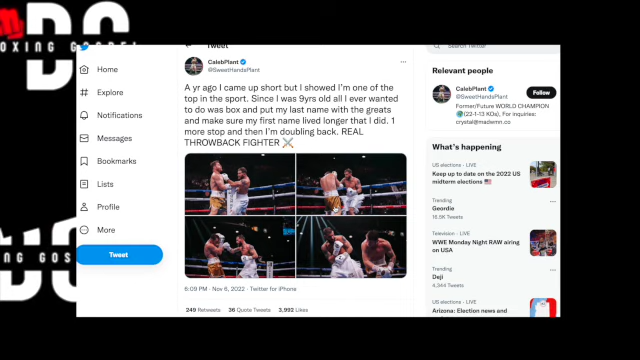 DG
OXING GOSPEL
Tweet
Search Twitter
Home
Explore
Notifications
Messages
Bookmarks
Lists
Profile
More
Tweet
CalebPlant
@SweetHandsPlant
A yr ago I came up short but I showed I'm one of the
top in the sport. Since I was 9yrs old all I ever wanted
to do was box and put my last name with the greats
and make sure my first name lived longer that I did. 1
more stop and then I'm doubling back. REAL
THROWBACK FIGHTER
6:09 PM · Nov 6, 2022 · Twitter for iPhone
249 Retweets 36 Quote Tweets 3,992 Likes
Relevant people
CalebPlant
@SweetHandsPlant
Follow
Former/Future WORLD CHAMPION
(22-1-13 KOs), For inquiries:
crystal@mademn.co
What's happening
US elections · LIVE
Keep up to date on the 2022 US
midterm elections
Trending
Geordie
Tweets
Television · LIVE
WWE Monday Night RAW airing
on USA
Trending
Deji
4,344 Tweets
US elections · LIVE
Arizona: Election news and
NG GOS